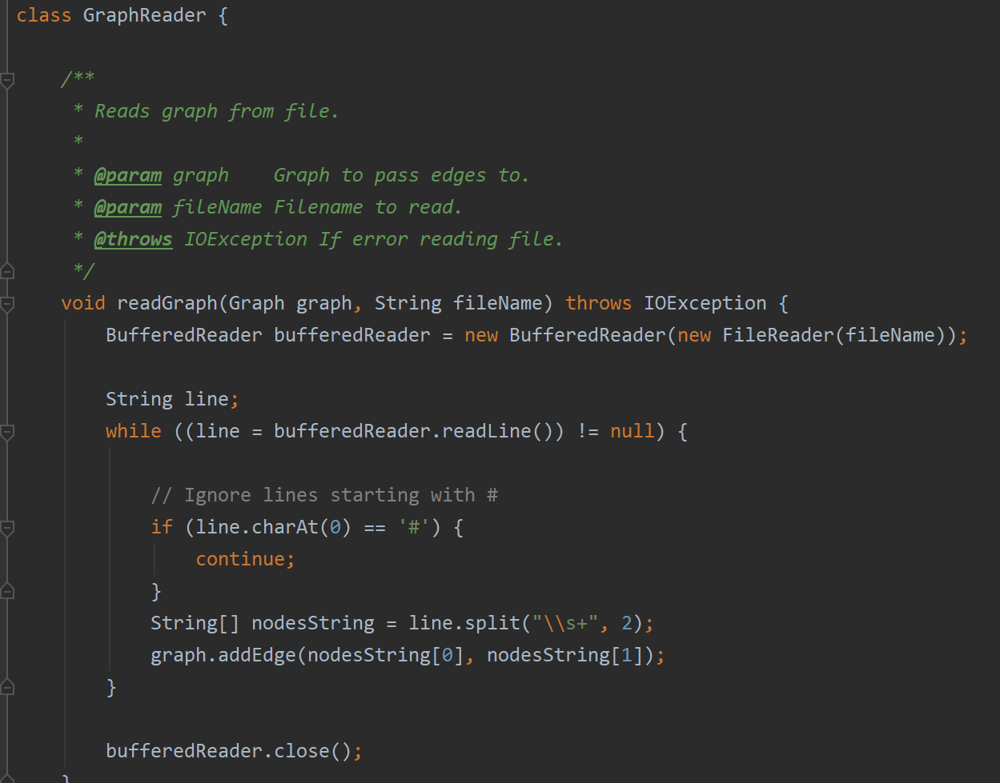 class GraphReader {
/**
* Reads graph from file.
*
* @param graph    Graph to pass edges to.
* @param fileName Filename to read.
* @throws IOException If error reading file.
*/
void readGraph(Graph graph, String fileName) throws IOException {
BufferedReader bufferedReader = new BufferedReader(new FileReader(fileName));
String line;
while ((line = bufferedReader.readLine()) != null) {
// Ignore lines starting with #
if (line.charAt(0) == '#') {
continue;
}
String[] nodesString = line.split("\\s+", 2);
graph.addEdge(nodesString[0], nodesString[1]);
}
bufferedReader.close();
}